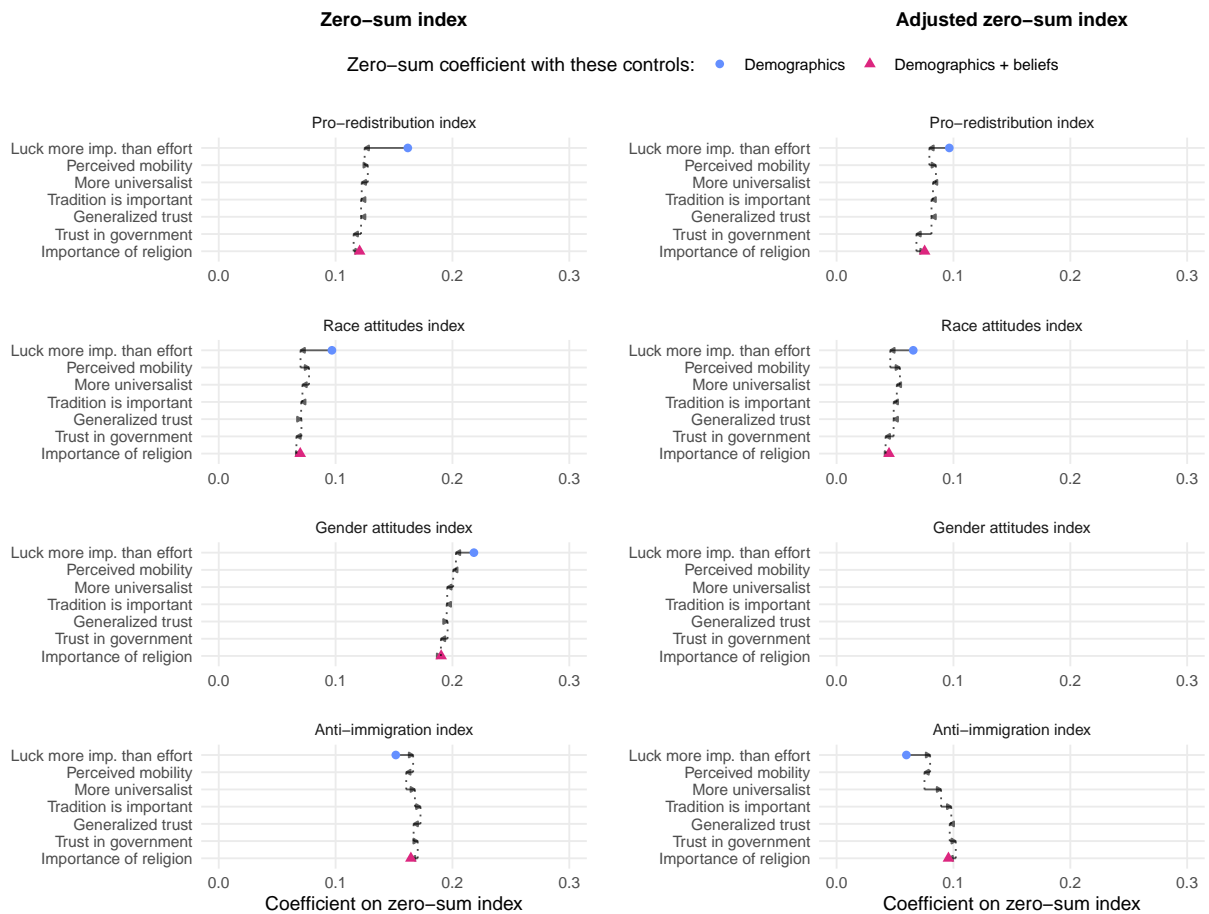 Zero−sum index
Adjusted zero−sum index
Zero−sum coefficient with these controls: Demographics Demographics + beliefs
Pro−redistribution index
Luck more imp. than effort
Perceived mobility
More universalist
Tradition is important
Generalized trust
Trust in government
Importance of religion
0.0 0.1 0.2 0.3
Pro−redistribution index
Luck more imp. than effort
Perceived mobility
More universalist
Tradition is important
Generalized trust
Trust in government
Importance of religion
0.0 0.1 0.2 0.3
Race attitudes index
Luck more imp. than effort
Perceived mobility
More universalist
Tradition is important
Generalized trust
Trust in government
Importance of religion
0.0 0.1 0.2 0.3
Race attitudes index
Luck more imp. than effort
Perceived mobility
More universalist
Tradition is important
Generalized trust
Trust in government
Importance of religion
0.0 0.1 0.2 0.3
Gender attitudes index
Luck more imp. than effort
Perceived mobility
More universalist
Tradition is important
Generalized trust
Trust in government
Importance of religion
0.0 0.1 0.2 0.3
Gender attitudes index
Luck more imp. than effort
Perceived mobility
More universalist
Tradition is important
Generalized trust
Trust in government
Importance of religion
0.0 0.1 0.2 0.3
Anti−immigration index
Luck more imp. than effort
Perceived mobility
More universalist
Tradition is important
Generalized trust
Trust in government
Importance of religion
0.0 0.1 0.2 0.3
Coefficient on zero−sum index
Anti−immigration index
Luck more imp. than effort
Perceived mobility
More universalist
Tradition is important
Generalized trust
Trust in government
Importance of religion
0.0 0.1 0.2 0.3
Coefficient on zero−sum index